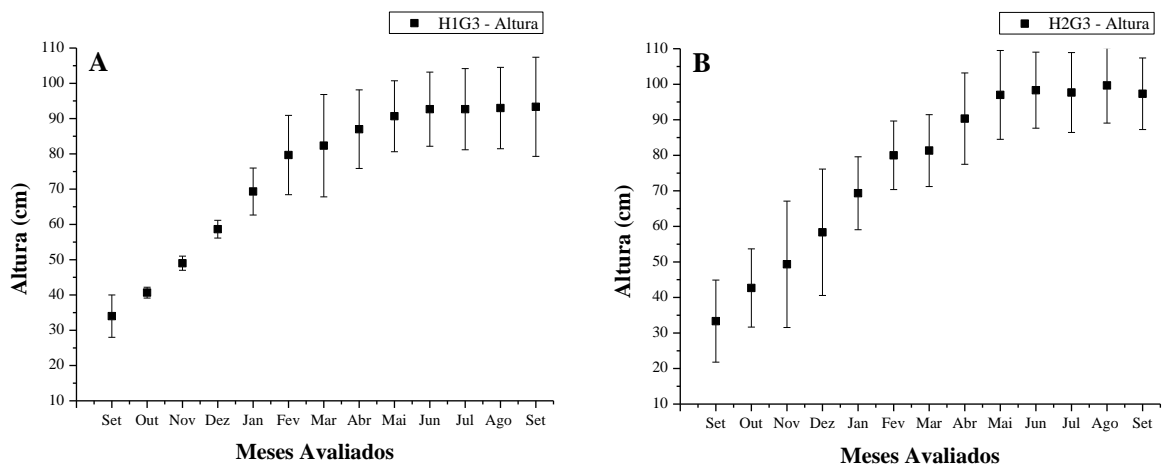 H1G3 - Altura
A
110
100
90
80
70
60
50
40
30
20
10
Altura (cm)
Set Out Nov Dez Jan Fev Mar Abr Mai Jun Jul Ago Set
Meses Avaliados
H2G3 - Altura
B
110
100
90
80
70
60
50
40
30
20
10
Altura (cm)
Set Out Nov Dez Jan Fev Mar Abr Mai Jun Jul Ago Set
Meses Avaliados